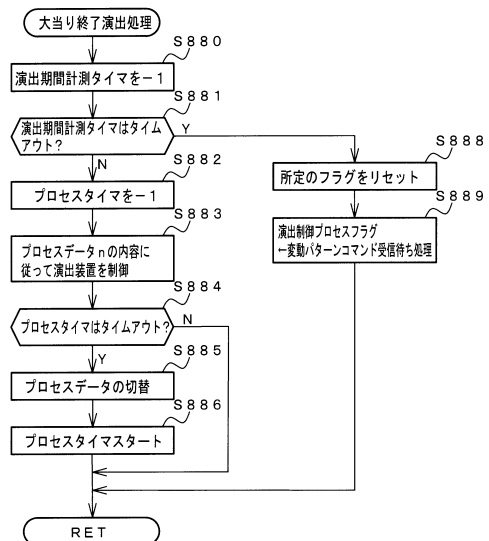 大当り終了演出処理
S880
演出期間計測タイマを－1
S881
演出期間計測タイマはタイム
アウト?
Y
N
S882
プロセスタイマを－1
S883
プロセスデータnの内容に
従って演出装置を制御
S884
プロセスタイマはタイムアウト?
N
Y
S885
プロセスデータの切替
S886
プロセスタイマスタート
S888
所定のフラグをリセット
S889
演出制御プロセスフラグ
←変動パターンコマンド受信待ち処理
RET